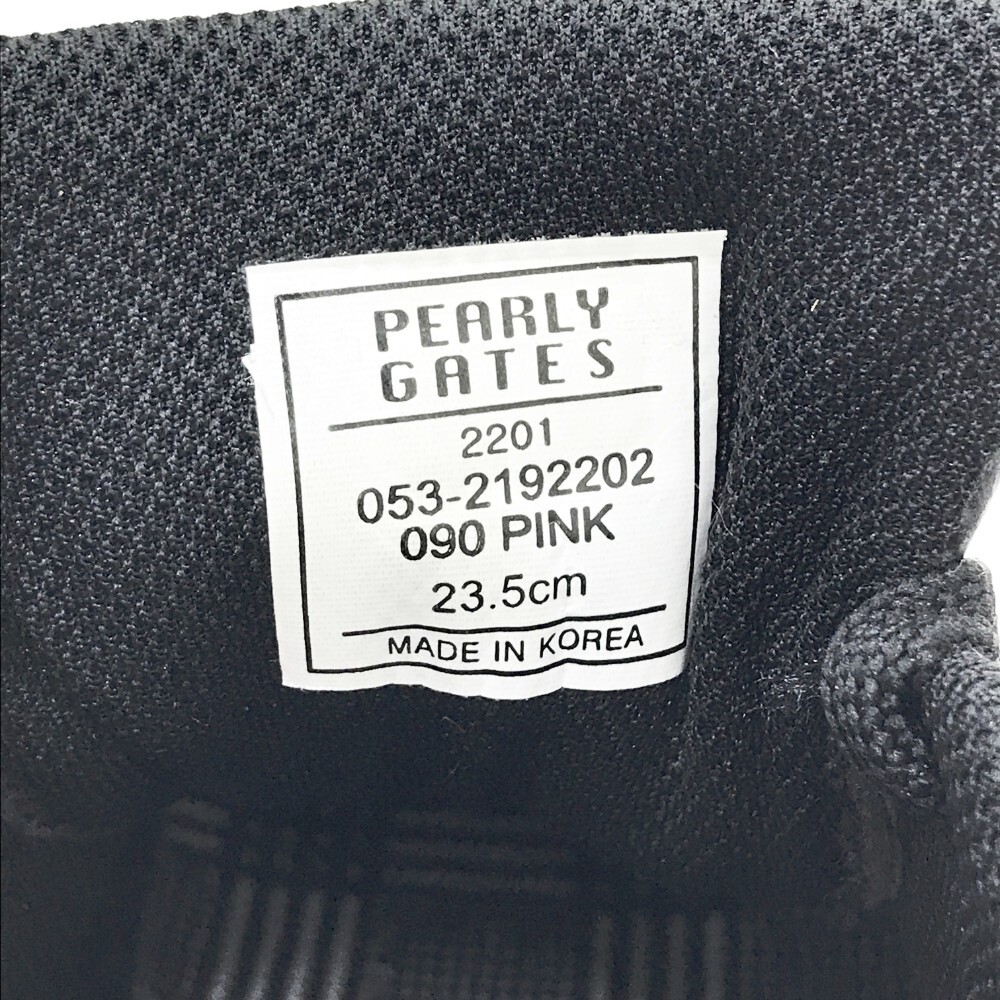 PEARLY
GATES
2201
053-2192202
090 PINK
23.5cm
MADE IN KOREA